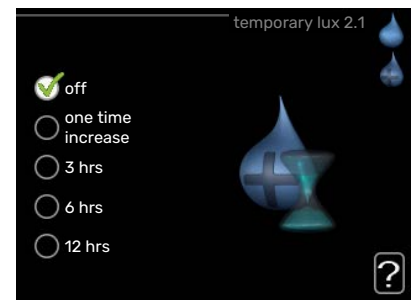 temporary lux 2.1
off
one time
increase
3 hrs
6 hrs
12 hrs
?